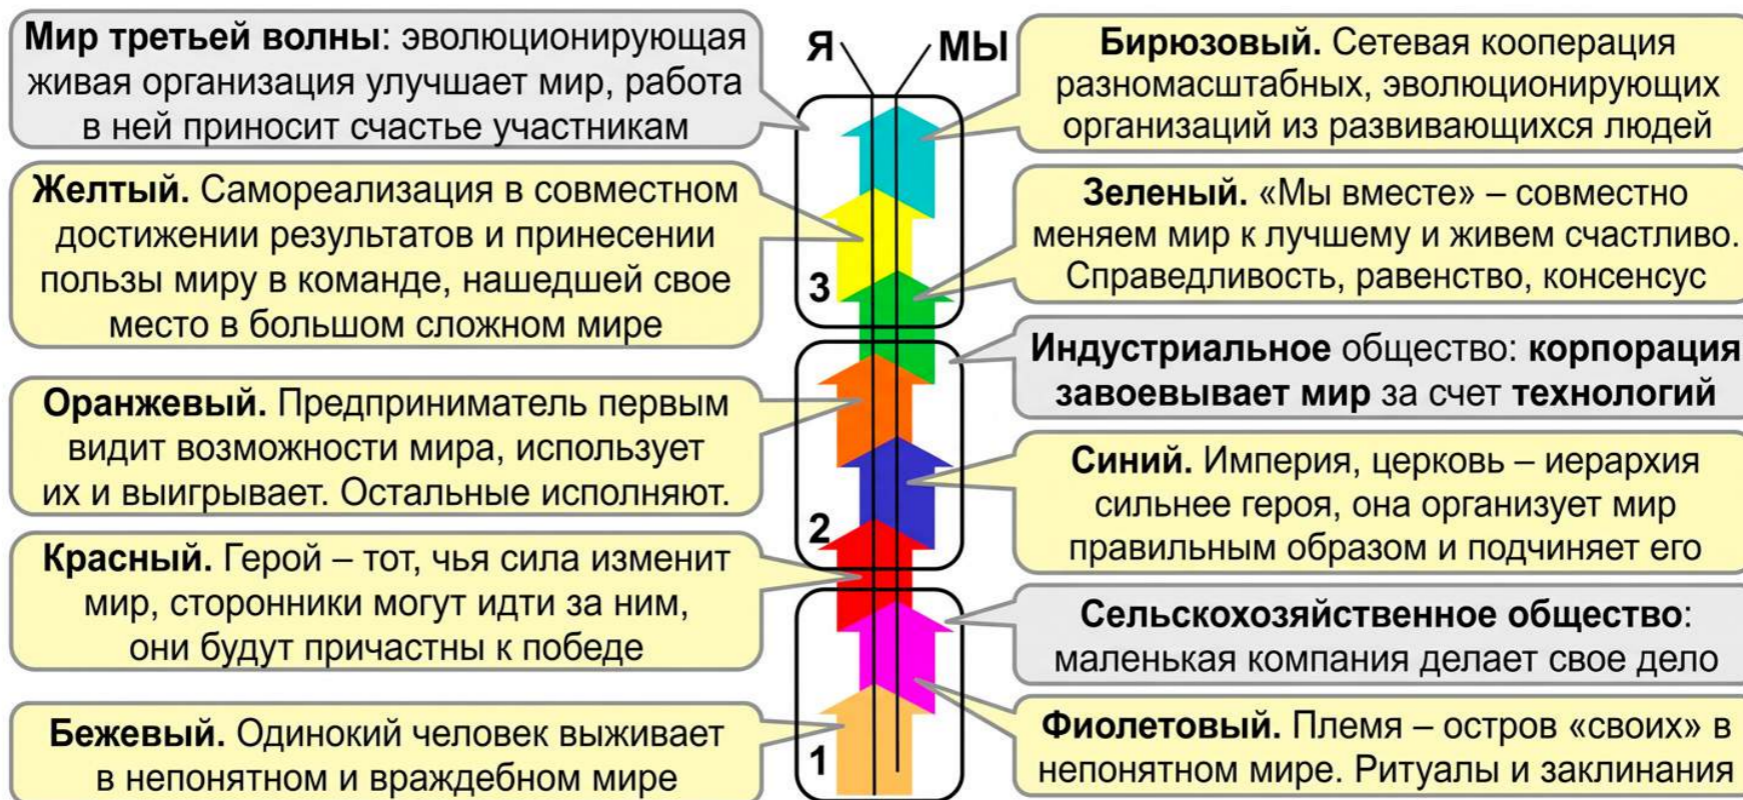 Мир третьей волны: эволюционирующая
живая организация улучшает мир, работа
в ней приносит счастье участникам
Я
МЫ
Бирюзовый. Сетевая кооперация
разномасштабных, эволюционирующих
организаций из развивающихся людей
Желтый. Самореализация в совместном
достижении результатов и принесении
пользы миру в команде, нашедшей свое
место в большом сложном мире
3
Зеленый. «Мы вместе» – совместно
меняем мир к лучшему и живем счастливо.
Справедливость, равенство, консенсус
Индустриальное общество: корпорация
завоевывает мир за счет технологий
Оранжевый. Предприниматель первым
видит возможности мира, использует
их и выигрывает. Остальные исполняют.
2
Синий. Империя, церковь – иерархия
сильнее героя, она организует мир
правильным образом и подчиняет его
Красный. Герой – тот, чья сила изменит
мир, сторонники могут идти за ним,
они будут причастны к победе
Сельскохозяйственное общество:
маленькая компания делает свое дело
Бежевый. Одинокий человек выживает
в непонятном и враждебном мире
1
Фиолетовый. Племя – остров «своих» в
непонятном мире. Ритуалы и заклинания